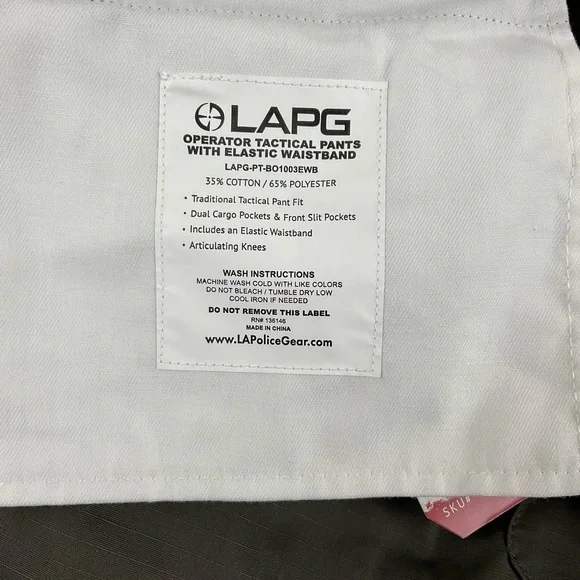 LAPG
OPERATOR TACTICAL PANTS
WITH ELASTIC WAISTBAND
LAPG-PT-BO1003EWB
35% COTTON / 65% POLYESTER
• Traditional Tactical Pant Fit
• Dual Cargo Pockets & Front Slit Pockets
• Includes an Elastic Waistband
• Articulating Knees
WASH INSTRUCTIONS
MACHINE WASH COLD WITH LIKE COLORS
DO NOT BLEACH / TUMBLE DRY LOW
COOL IRON IF NEEDED
DO NOT REMOVE THIS LABEL
RN# 136146
MADE IN CHINA
www.LAPoliceGear.com
SKU#